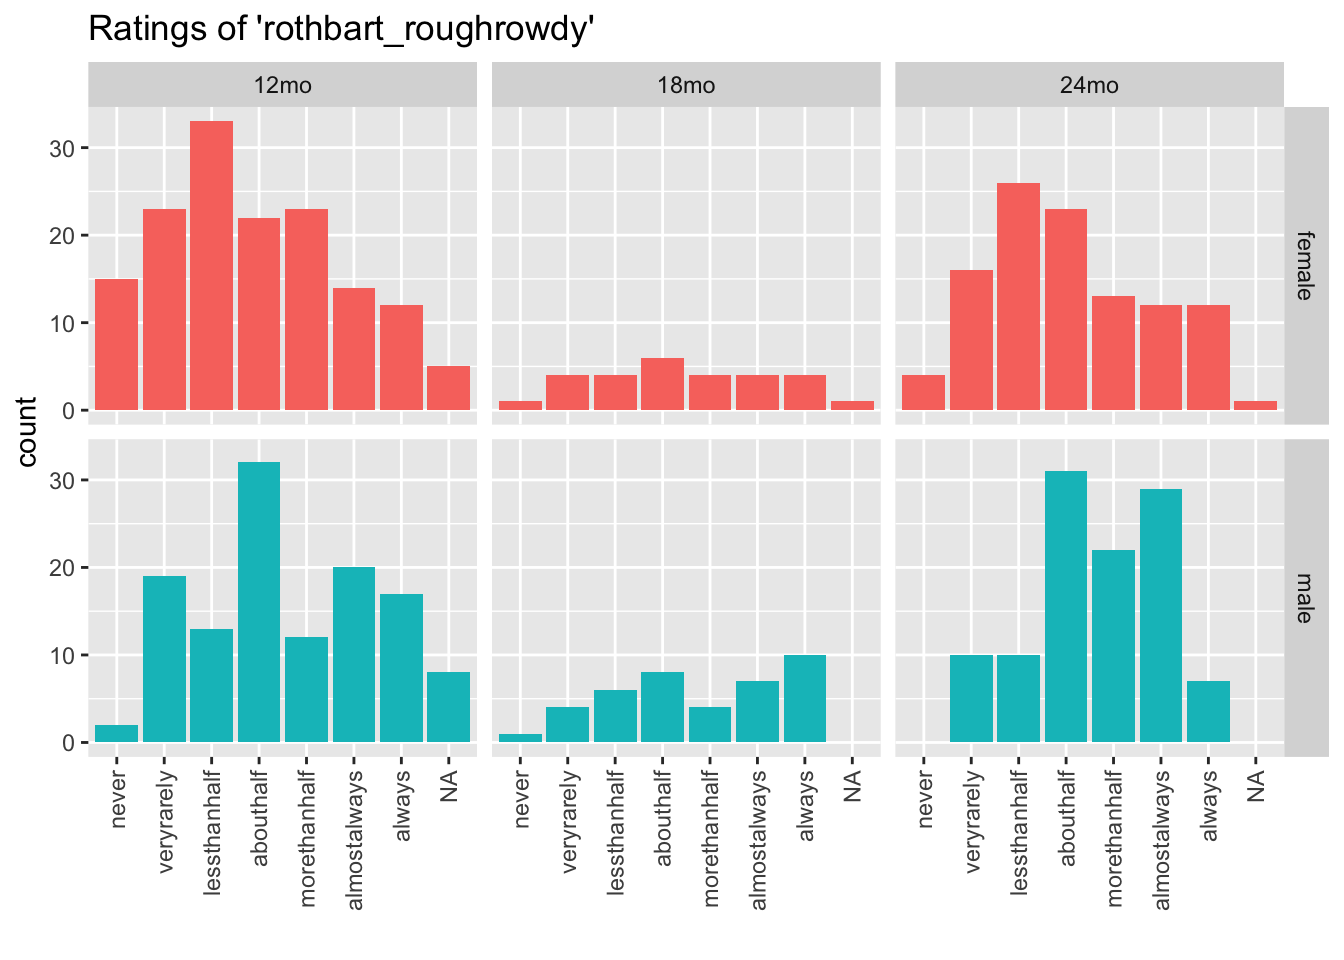 Ratings of 'rothbart_roughrowdy'
12mo 18mo 24mo
30
20
10
0
female
count
30
20
10
0
male
never veryrarely lessthanhalf abouthalf morethanhalf almostalways always NA never veryrarely lessthanhalf abouthalf morethanhalf almostalways always NA never veryrarely lessthanhalf abouthalf morethanhalf almostalways always NA